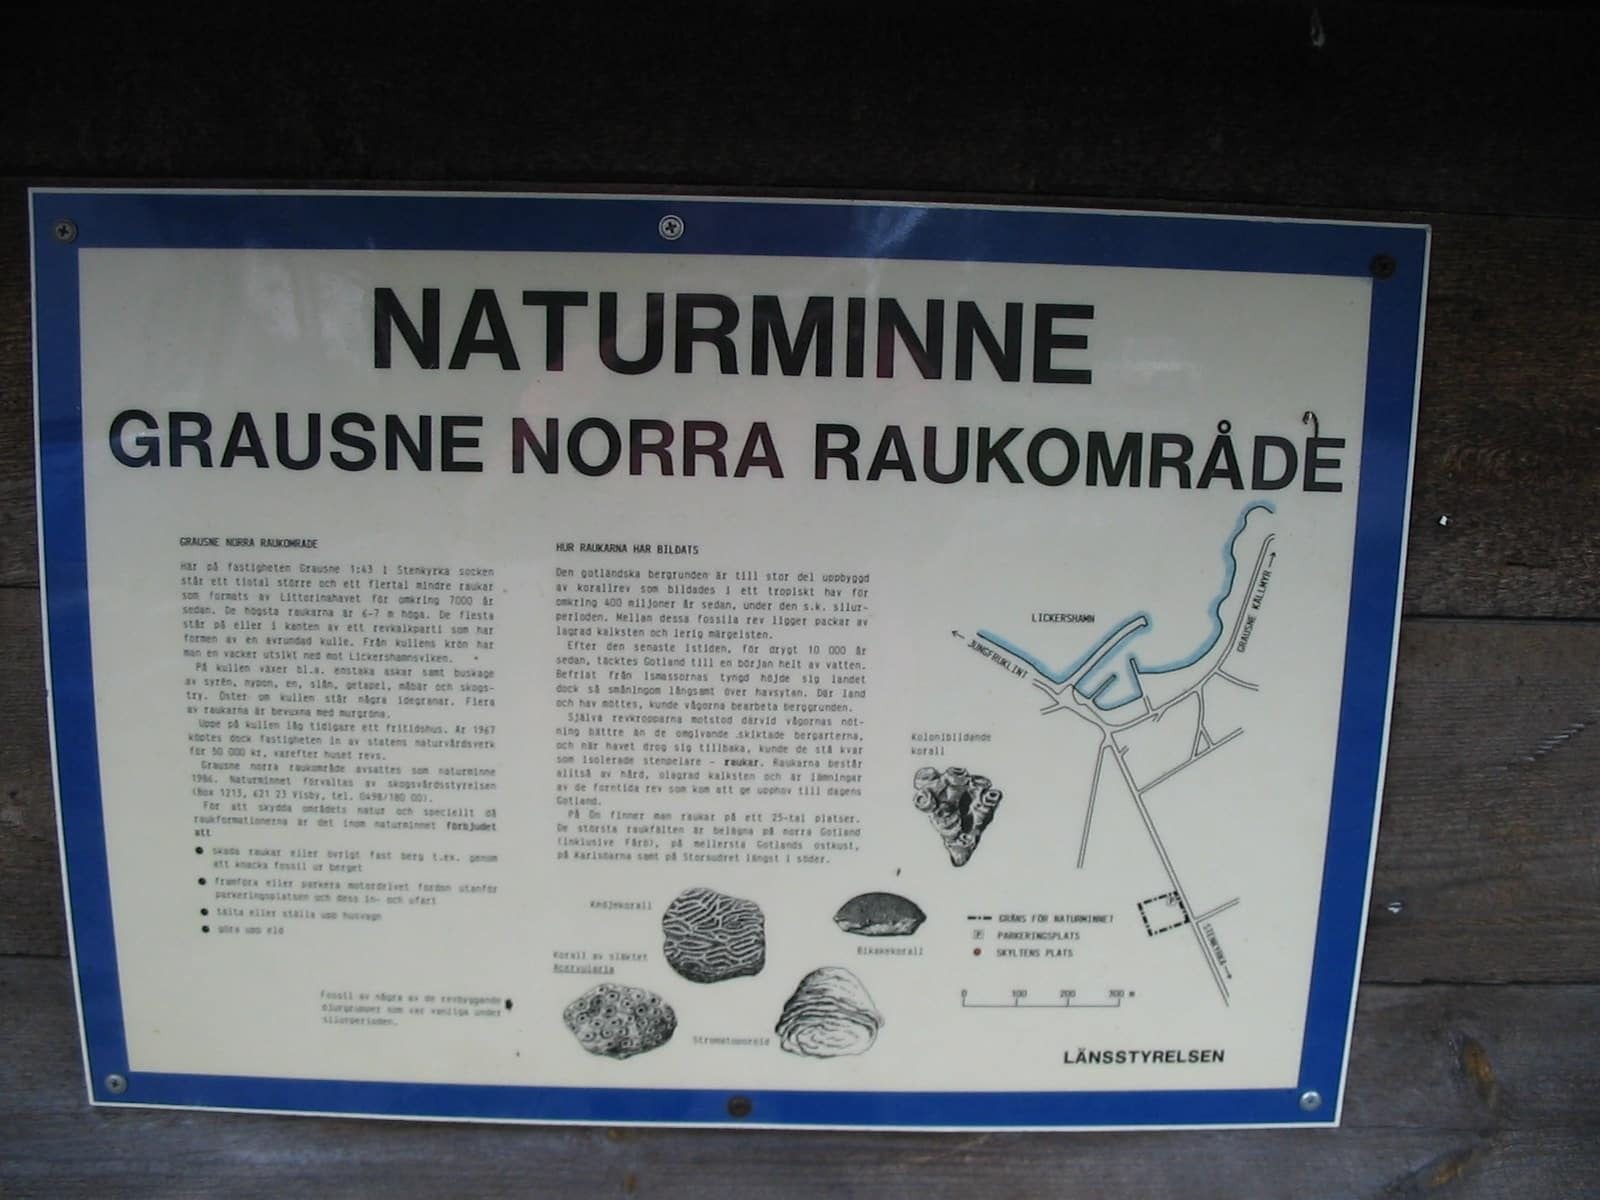 NATURMINNE
GRAUSNE NORRA RAUKOMRÅDE
GRAUSNE NORRA RAUKOMRÅDE
Här på fastigheten Grausne 1:43 i Stenkyrka socken
står ett tiotal större och ett flertal mindre raukar
som formats av Littorinahavet för omkring 7000 år
sedan. De högsta raukarna är 6-7 m höga. De flesta
står på eller i kanten av ett revkalkparti som har
formen av en avrundad kulle. Från kullens krön har
man en vacker utsikt ned mot Lickershamnsviken.
På kullen växer bl.a. enstaka askar samt buskage
av syrén, nypon, en, slån, getapel, måbär och skogs-
try. Öster om kullen står några idegranar. Flera
av raukarna är bevuxna med murgröna.
Uppe på kullen låg tidigare ett fritidshus. År 1967
köptes dock fastigheten in av statens naturvårdsverk
för 50 000 kr, varefter huset revs.
Grausne norra raukområde avsattes som naturminne
1986. Naturminnet förvaltas av skogsvårdsstyrelsen
(Box 1213, 621 23 Visby, tel. 0498/180 00).
För att skydda områdets natur och speciellt då
raukformationerna är det inom naturminnet förbjudet
att
● skada raukar eller övrigt fast berg t.ex. genom
att knacka fossil ur berget
● framföra eller parkera motordrivet fordon utanför
parkeringsplatsen och dess in- och utfart
● tälta eller ställa upp husvagn
● göra upp eld
Fossil av några av de revbyggande
djurgrupper som var vanliga under
silurperioden.
HUR RAUKARNA HAR BILDATS
Den gotländska bergrunden är till stor del uppbyggd
av korallrev som bildades i ett tropiskt hav för
omkring 400 miljoner år sedan, under den s.k. silur-
perioden. Mellan dessa fossila rev ligger packar av
lagrad kalksten och lerig märgelsten.
Efter den senaste istiden, för drygt 10 000 år
sedan, täcktes Gotland till en början helt av vatten.
Befriat från ismassornas tyngd höjde sig landet
dock så småningom långsamt över havsytan. Där land
och hav möttes, kunde vågorna bearbeta berggrunden.
Själva revkropparna motstod därvid vågornas nöt-
ning bättre än de omgivande skiktade bergarterna,
och när havet drog sig tillbaka, kunde de stå kvar
som isolerade stenpelare - raukar. Raukarna består
alltså av hård, olagrad kalksten och är lämningar
av de forntida rev som kom att ge upphov till dagens
Gotland.
På ön finner man raukar på ett 25-tal platser.
De största raukfälten är belägna på norra Gotland
(inklusive Fårö), på mellersta Gotlands ostkust,
på Karlsöarna samt på Storsudret längst i söder.
Kedjekorall
Korall av släktet
Stromatoporoid
Bikakekorall
Kolonibildande
korall
LICKERSHAMN
JUNGFRUKLINT
GRAUSNE KÄLLMYR
STENKYRKA
P
GRÄNS FÖR NATURMINNET
P PARKERINGSPLATS
SKYLTENS PLATS
0 100 200 300 m
LÄNSSTYRELSEN